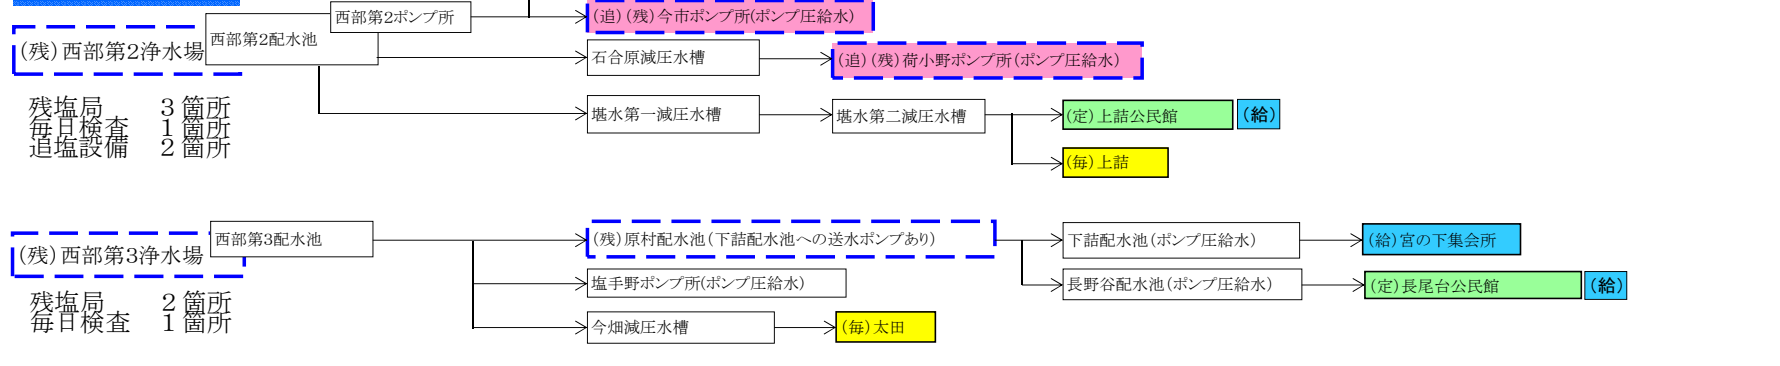 西部第2ポンプ所
(追)(残)今市ポンプ所(ポンプ圧給水)
(残)西部第2浄水場
西部第2配水池
石合原減圧水槽
(追)(残)荷小野ポンプ所(ポンプ圧給水)
残塩局 3箇所
毎日検査 1箇所
追塩設備 2箇所
堪水第一減圧水槽
堪水第二減圧水槽
(定)上詰公民館
(給)
(毎)上詰
(残)西部第3浄水場
西部第3配水池
(残)原村配水池(下詰配水池への送水ポンプあり)
下詰配水池(ポンプ圧給水)
(給)宮の下集会所
塩手野ポンプ所(ポンプ圧給水)
長野谷配水池(ポンプ圧給水)
(定)長尾台公民館
(給)
残塩局 2箇所
毎日検査 1箇所
今畑減圧水槽
(毎)太田